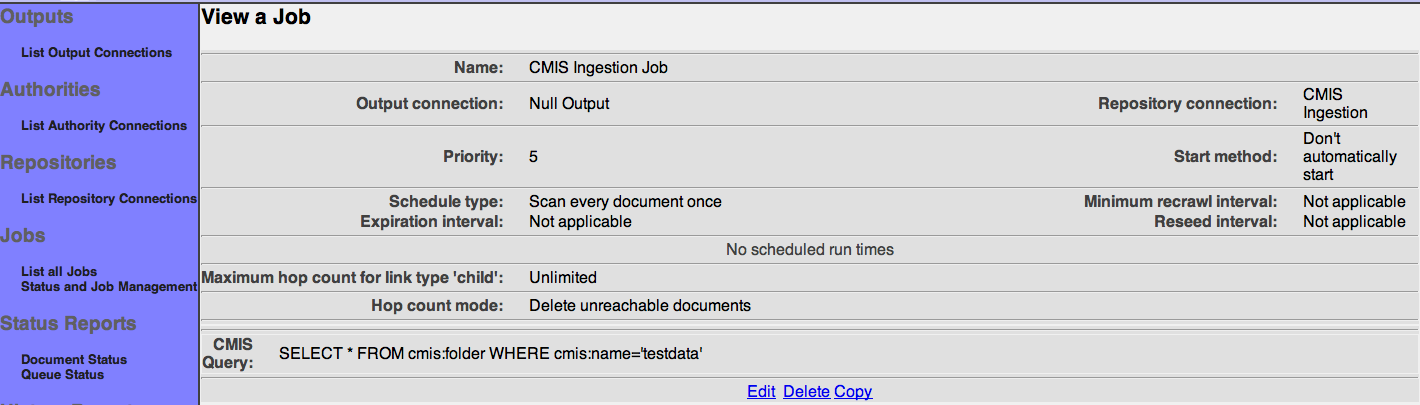 Outputs
List Output Connections
Authorities
List Authority Connections
Repositories
List Repository Connections
Jobs
List all Jobs
Status and Job Management
Status Reports
Document Status
Queue Status
View a Job
Name: CMIS Ingestion Job
Output connection: Null Output Repository connection: CMIS
Ingestion
Priority: 5 Start method: Don't
automatically
start
Schedule type: Scan every document once Minimum recrawl interval: Not applicable
Expiration interval: Not applicable Reseed interval: Not applicable
No scheduled run times
Maximum hop count for link type 'child': Unlimited
Hop count mode: Delete unreachable documents
CMIS
Query: SELECT * FROM cmis:folder WHERE cmis:name='testdata'
Edit Delete Copy